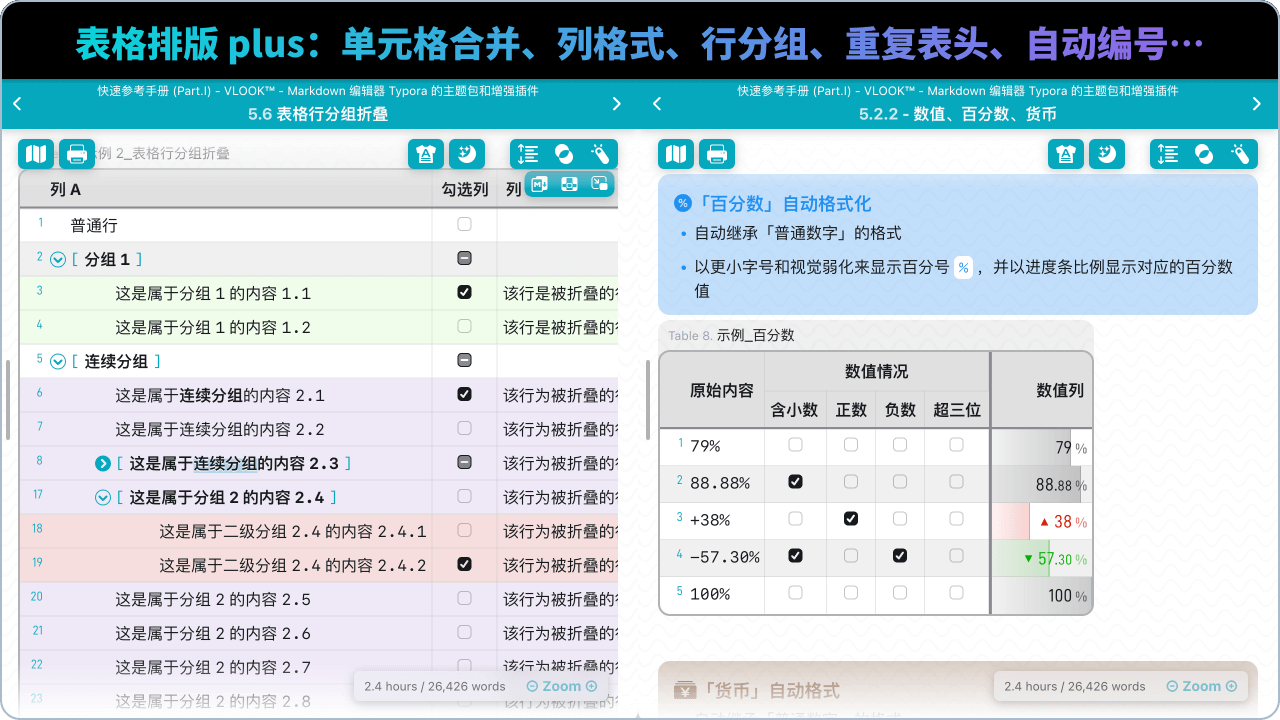 表格排版 plus：单元格合并、列格式、行分组、重复表头、自动编号…
快速参考手册 (Part.I) - VLOOK™ - Markdown 编辑器 Typora 的主题包和增强插件
5.6 表格行分组折叠
例 2_表格行分组折叠
列 A 勾选列 列
1 普通行
2 [ 分组 1 ]
3 这是属于分组 1 的内容 1.1 该行是被折叠的
4 这是属于分组 1 的内容 1.2 该行是被折叠的
5 [ 连续分组 ]
6 这是属于连续分组的内容 2.1 该行为被折叠的
7 这是属于连续分组的内容 2.2 该行为被折叠的
8 [ 这是属于连续分组的内容 2.3 ] 该行为被折叠的
17 [ 这是属于分组 2 的内容 2.4 ] 该行为被折叠的
18 这是属于二级分组 2.4 的内容 2.4.1 该行为被折叠的
19 这是属于二级分组 2.4 的内容 2.4.2 该行为被折叠的
20 这是属于分组 2 的内容 2.5 该行为被折叠的
21 这是属于分组 2 的内容 2.6 该行为被折叠的
22 这是属于分组 2 的内容 2.7 该行为被折叠的
23 这是属于分组 2 的内容 2.8
2.4 hours / 26,426 words Zoom
快速参考手册 (Part.I) - VLOOK™ - Markdown 编辑器 Typora 的主题包和增强插件
5.2.2 - 数值、百分数、货币
% 「百分数」自动格式化
• 自动继承「普通数字」的格式
• 以更小字号和视觉弱化来显示百分号 % ，并以进度条比例显示对应的百分数
值
Table 8. 示例_百分数
原始内容 数值情况 数值列
含小数 正数 负数 超三位
1 79% 79 %
2 88.88% 88.88 %
3 +38% ▲ 38 %
4 −57.30% ▼ 57.30 %
5 100% 100 %
¥ 「货币」自动格式
自动继承「普通数字」的格式
2.4 hours / 26,426 words Zoom